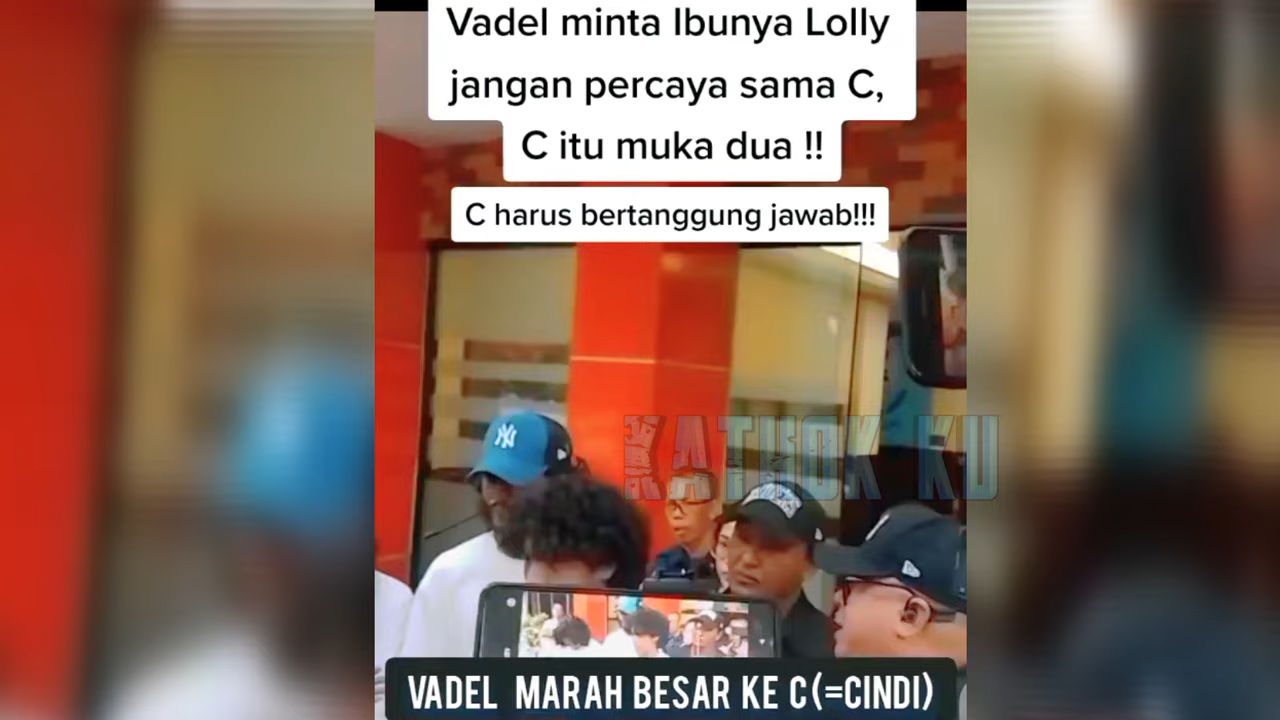 Vadel minta Ibunya Lolly
jangan percaya sama C,
C itu muka dua !!
C harus bertanggung jawab!!!
KATHOK KU
NY
VADEL MARAH BESAR KE C(=CINDI)